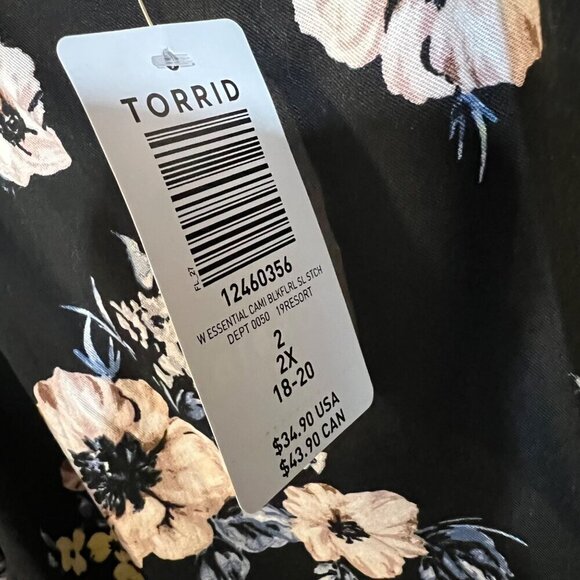 TORRID
FL-27
12460356
W ESSENTIAL CAMI BLKFLRL SL STCH
DEPT 0050 19RESORT
2
2X
18-20
$34.90 USA
$43.90 CAN